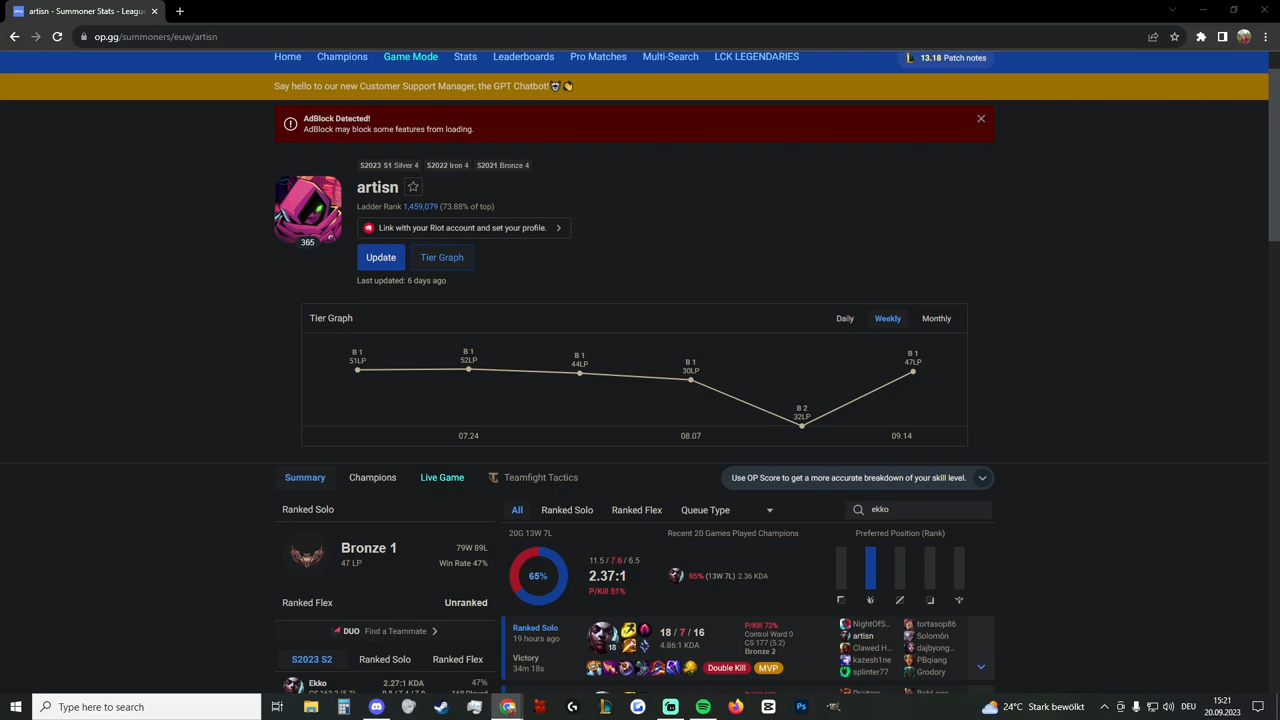 artisn - Summoner Stats - Leagu
op.gg/summoners/euw/artisn
Home Champions Game Mode Stats Leaderboards Pro Matches Multi-Search LCK LEGENDARIES 13.18 Patch notes
Say hello to our new Customer Support Manager, the GPT Chatbot!
AdBlock Detected!
AdBlock may block some features from loading.
S2023 S1 Silver 4 S2022 Iron 4 S2021 Bronze 4
artisn
Ladder Rank 1,459,079 (73.88% of top)
365
Link with your Riot account and set your profile.
Update Tier Graph
Last updated: 6 days ago
Tier Graph Daily Weekly Monthly
B 1
51LP
B 1
52LP
B 1
44LP
B 1
30LP
B 2
32LP
B 1
47LP
07.24 08.07 09.14
Summary Champions Live Game Teamfight Tactics Use OP Score to get a more accurate breakdown of your skill level.
Ranked Solo
Bronze 1 79W 89L
47 LP Win Rate 47%
Ranked Flex Unranked
DUO Find a Teammate
S2023 S2 Ranked Solo Ranked Flex
Ekko 2.27:1 KDA 47%
All Ranked Solo Ranked Flex Queue Type ekko
20G 13W 7L Recent 20 Games Played Champions Preferred Position (Rank)
65%
11.5 / 7.6 / 6.5
2.37:1
P/Kill 51%
65% (13W 7L) 2.36 KDA
Ranked Solo
19 hours ago
Victory
34m 18s
18
18 / 7 / 16
4.86:1 KDA
P/Kill 72%
Control Ward 0
CS 177 (5.2)
Bronze 2
Double Kill MVP
NightOfS... tortasop86
artisn Solomón
Clawed H... dajbyong...
kazesh1ne PBqiang
splinter77 Grodory
Type here to search
24°C Stark bewölkt
15:21
20.09.2023